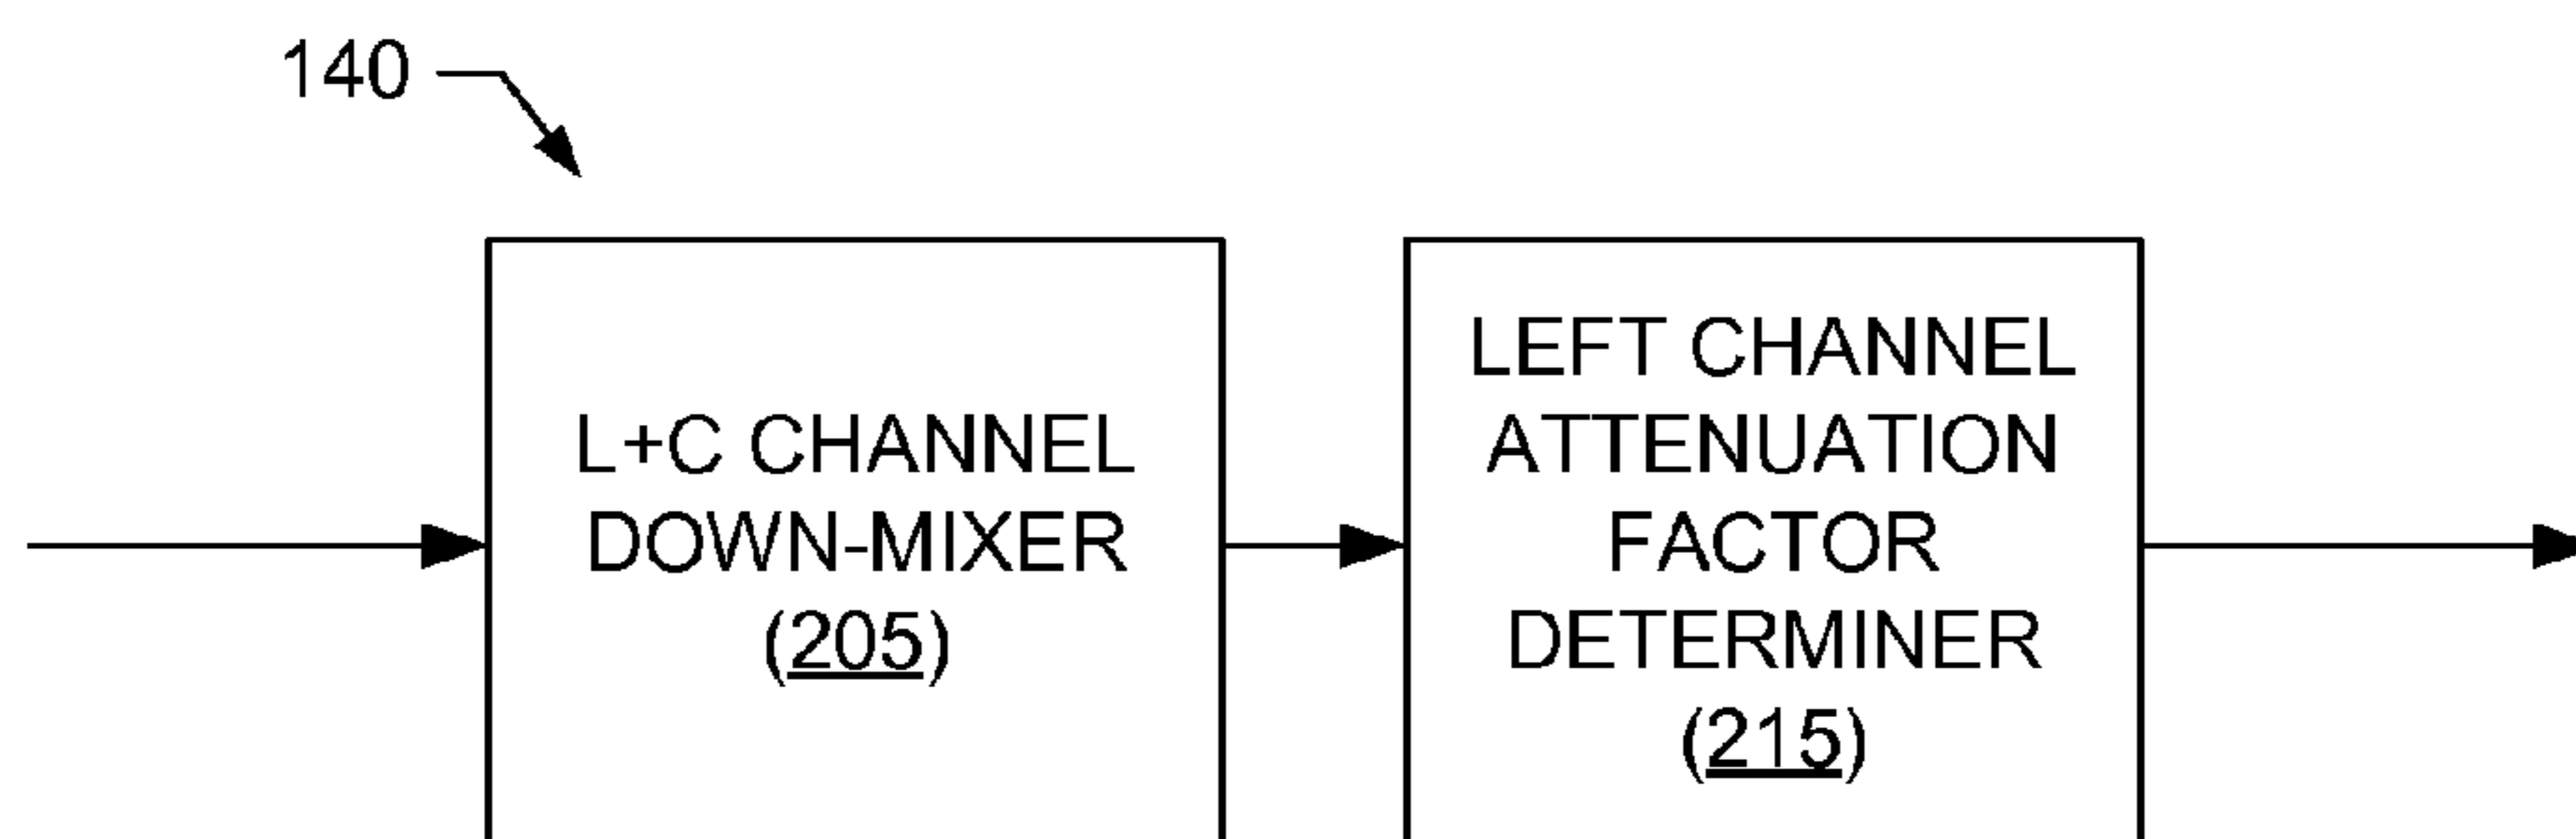 140
L+C CHANNEL
DOWN-MIXER
(205)
LEFT CHANNEL
ATTENUATION
FACTOR
DETERMINER
(215)